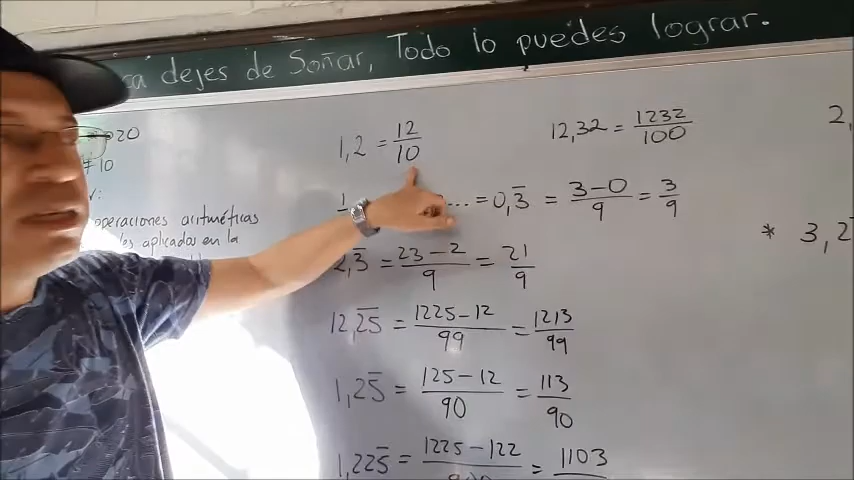 dejes de Soñar, Todo lo puedes lograr.
2020
#10
1,2 = 12/10
12,32 = 1232/100
2,
... = 0,3̅ = (3-0)/9 = 3/9
operaciones aritméticas
aplicados en la
* 3,2
2,3̅ = (23-2)/9 = 21/9
12,2̅5̅ = (1225-12)/99 = 1213/99
1,25̅ = (125-12)/90 = 113/90
1,225̅ = (1225-122)/900 = 1103